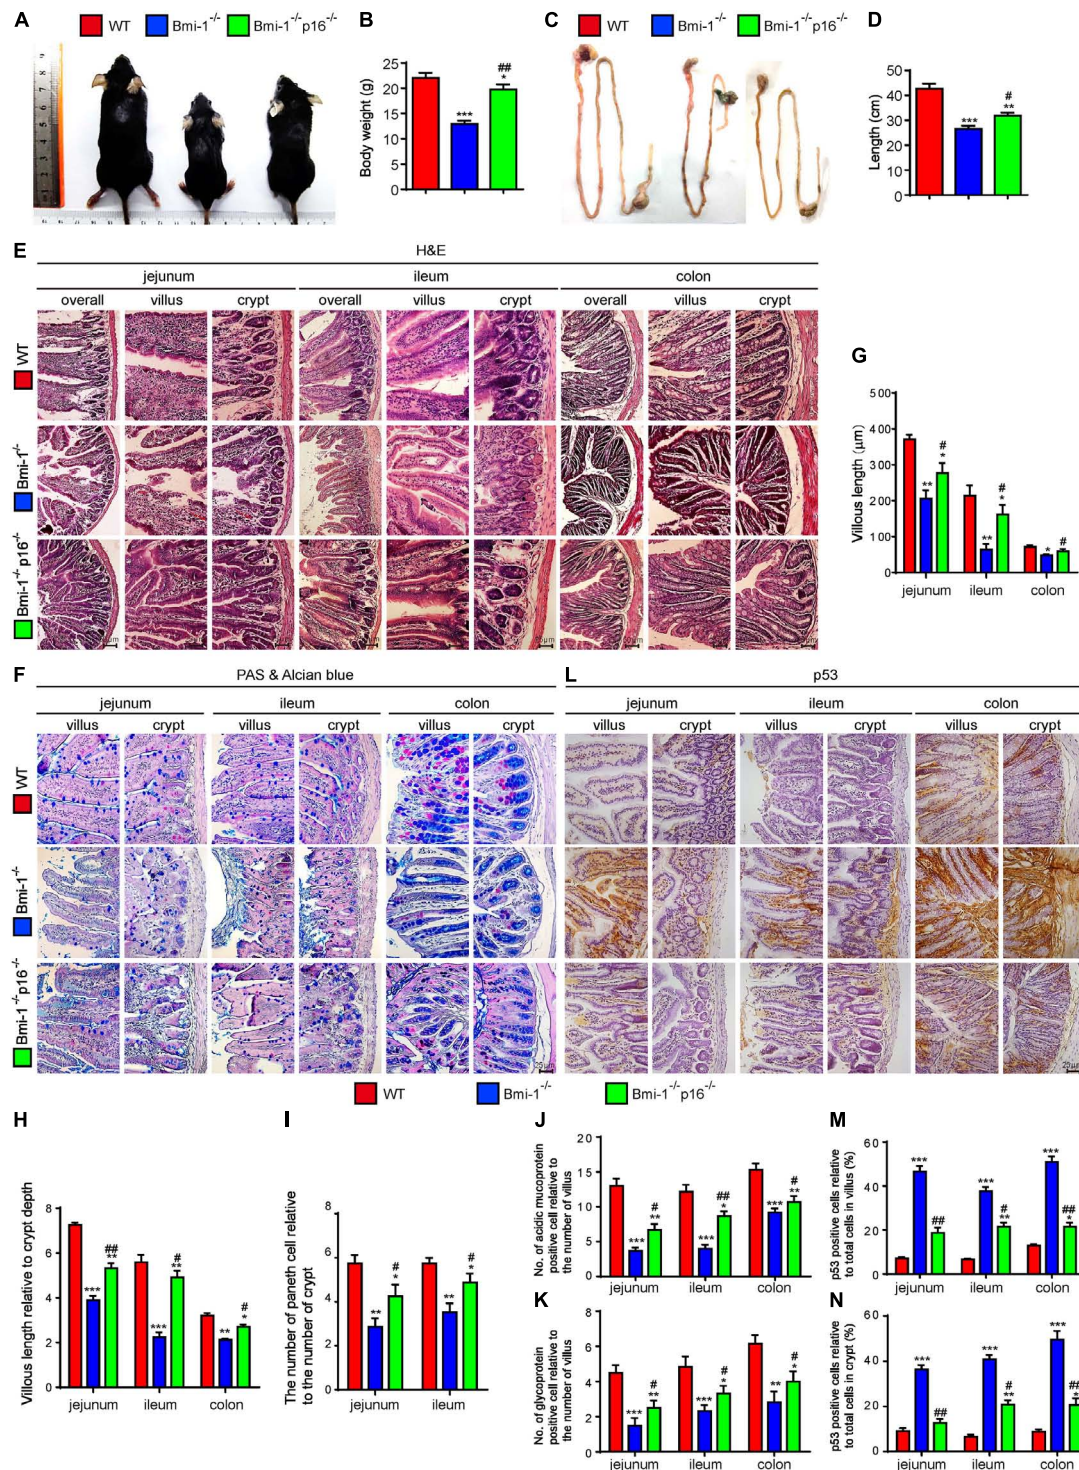 A WT Bmi-1-/- Bmi-1-/-p16-/-
B
Body weight (g)
25
20
15
10
5
0
***
##
*
C WT Bmi-1-/- Bmi-1-/-p16-/-
D
Length (cm)
50
40
30
20
10
0
***
#
**
E H&E
jejunum ileum colon
overall villus crypt overall villus crypt overall villus crypt
WT
Bmi-1-/-
Bmi-1-/-p16-/-
G
Villous length (μm)
500
400
300
200
100
0
** # * ** # * * #
jejunum ileum colon
F PAS & Alcian blue
jejunum ileum colon
villus crypt villus crypt villus crypt
WT
Bmi-1-/-
Bmi-1-/-p16-/-
25μm
L p53
jejunum ileum colon
villus crypt villus crypt villus crypt
WT Bmi-1-/- Bmi-1-/-p16-/-
H
Villous length relative to crypt depth
8
6
4
2
0
*** ## ** *** # ** ** # *
jejunum ileum colon
I
The number of paneth cell relative
to the number of crypt
8
6
4
2
0
** # * ** # *
jejunum ileum
J
No. of acidic mucoprotein
positive cell relative to
the number of villus
20
15
10
5
0
*** # ** *** ## * *** # **
jejunum ileum colon
K
No. of glycoprotein
positive cell relative to
the number of villus
8
6
4
2
0
*** # ** *** # * ** # *
jejunum ileum colon
M
p53 positive cells relative
to total cells in villus (%)
60
40
20
0
*** ## *** # ** *** ## *
jejunum ileum colon
N
p53 positive cells relative
to total cells in crypt (%)
60
40
20
0
*** ## *** # ** *** ## *
jejunum ileum colon